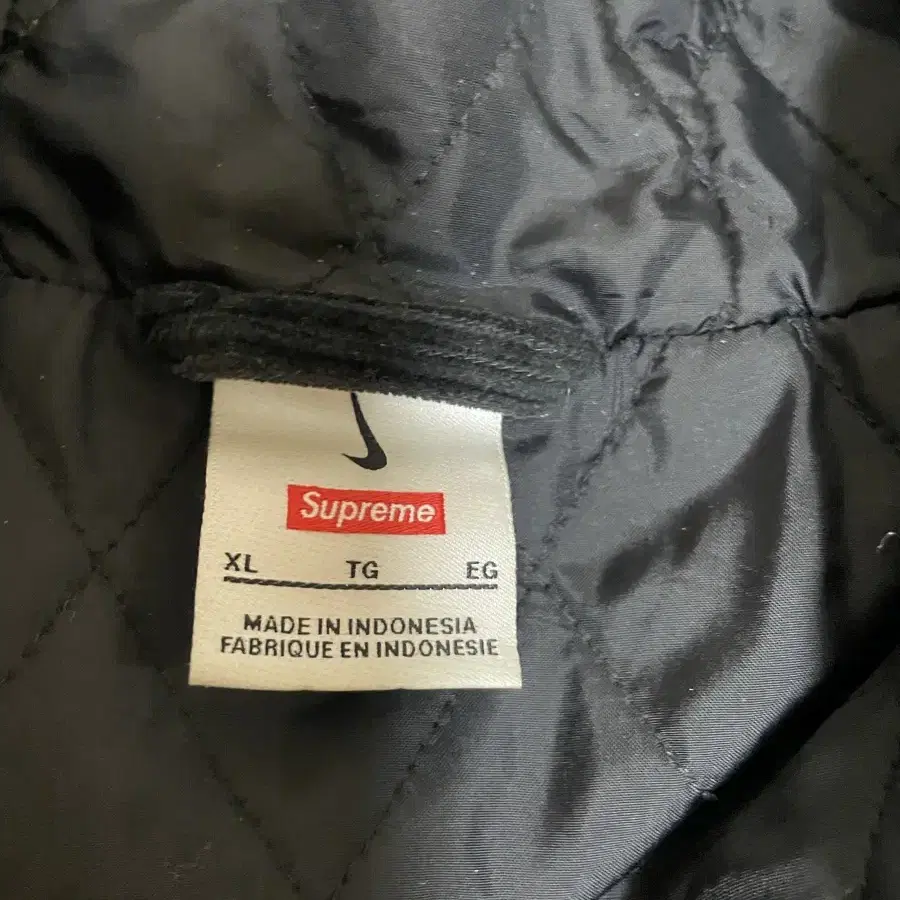 Supreme
XL TG EG
MADE IN INDONESIA
FABRIQUE EN INDONESIE